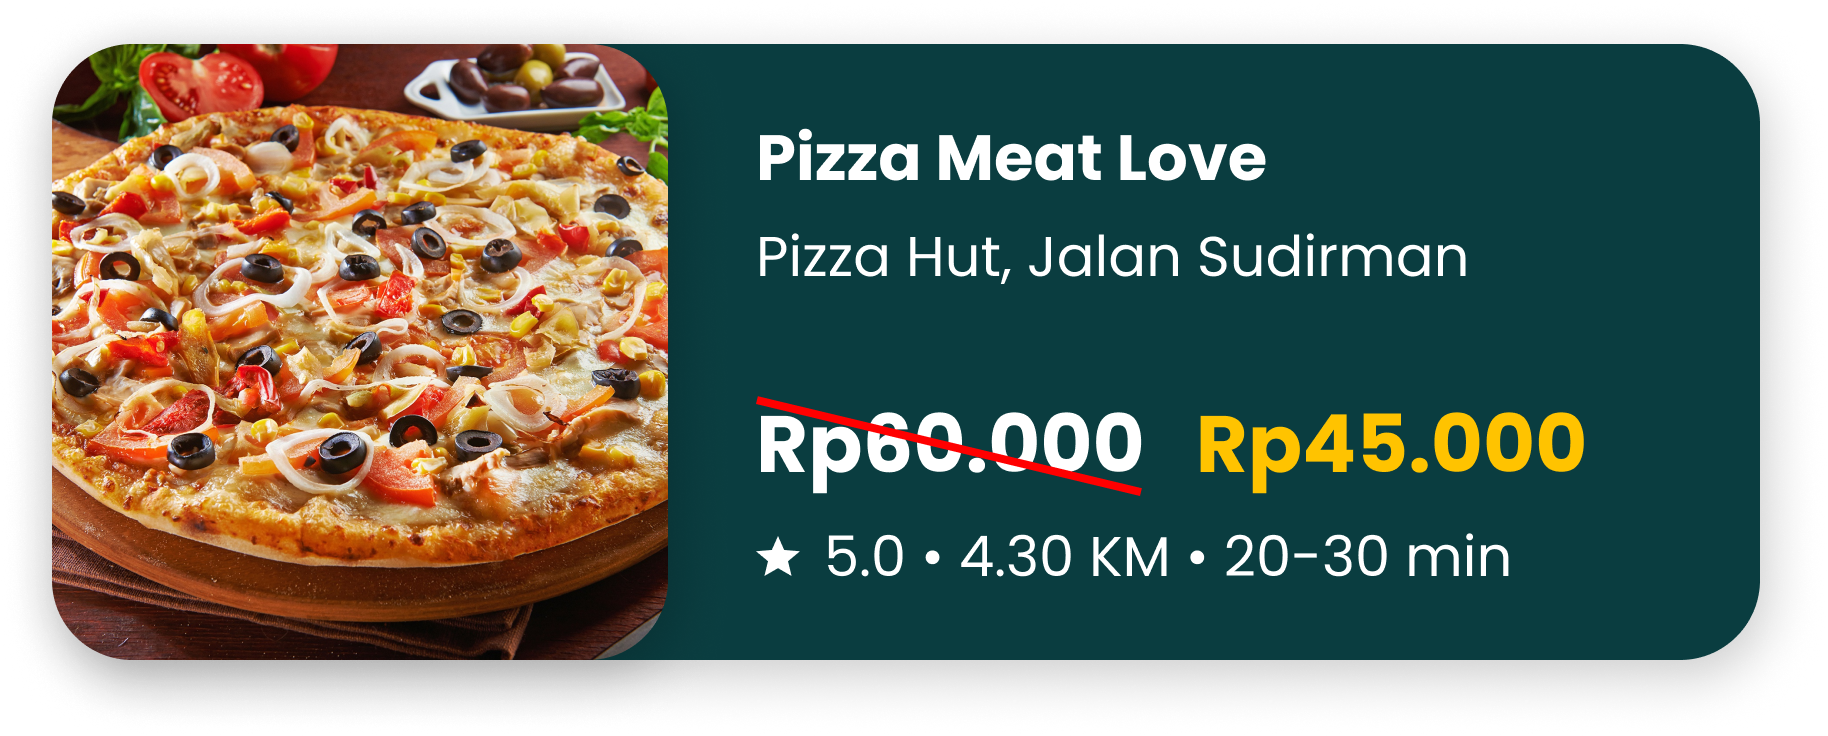 Pizza Meat Love
Pizza Hut, Jalan Sudirman
Rp60.000 Rp45.000
★ 5.0 • 4.30 KM • 20-30 min